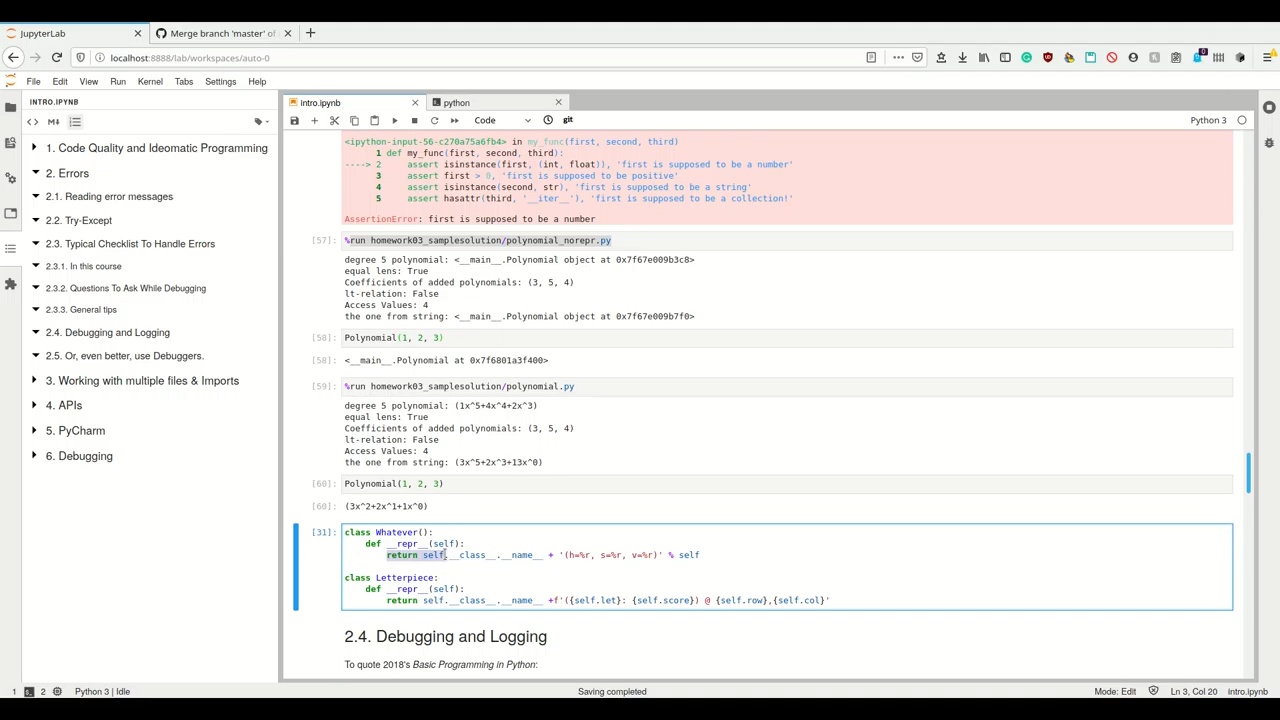 JupyterLab
Merge branch 'master' of
localhost:8888/lab/workspaces/auto-0
File Edit View Run Kernel Tabs Settings Help
INTRO.IPYNB
1. Code Quality and Ideomatic Programming
2. Errors
2.1. Reading error messages
2.2. Try-Except
2.3. Typical Checklist To Handle Errors
2.3.1. In this course
2.3.2. Questions To Ask While Debugging
2.3.3. General tips
2.4. Debugging and Logging
2.5. Or, even better, use Debuggers.
3. Working with multiple files & Imports
4. APIs
5. PyCharm
6. Debugging
intro.ipynb
python
Code
git
Python 3
<ipython-input-56-c270a75a6fb4> in my_func(first, second, third)
1 def my_func(first, second, third):
----> 2 assert isinstance(first, (int, float)), 'first is supposed to be a number'
3 assert first > 0, 'first is supposed to be positive'
4 assert isinstance(second, str), 'first is supposed to be a string'
5 assert hasattr(third, '__iter__'), 'first is supposed to be a collection!'
AssertionError: first is supposed to be a number
[57]: %run homework03_samplesolution/polynomial_norepr.py
degree 5 polynomial: <__main__.Polynomial object at 0x7f67e009b3c8>
equal lens: True
Coefficients of added polynomials: (3, 5, 4)
lt-relation: False
Access Values: 4
the one from string: <__main__.Polynomial object at 0x7f67e009b7f0>
[58]: Polynomial(1, 2, 3)
[58]: <__main__.Polynomial at 0x7f6801a3f400>
[59]: %run homework03_samplesolution/polynomial.py
degree 5 polynomial: (1x^5+4x^4+2x^3)
equal lens: True
Coefficients of added polynomials: (3, 5, 4)
lt-relation: False
Access Values: 4
the one from string: (3x^5+2x^3+13x^0)
[60]: Polynomial(1, 2, 3)
[60]: (3x^2+2x^1+1x^0)
[31]: class Whatever():
def __repr__(self):
return self.__class__.__name__ + '(h=%r, s=%r, v=%r)' % self
class Letterpiece:
def __repr__(self):
return self.__class__.__name__ +f'({self.let}: {self.score}) @ {self.row},{self.col}'
2.4. Debugging and Logging
To quote 2018's Basic Programming in Python:
1 2 Python 3 | Idle
Saving completed
Mode: Edit
Ln 3, Col 20
intro.ipynb